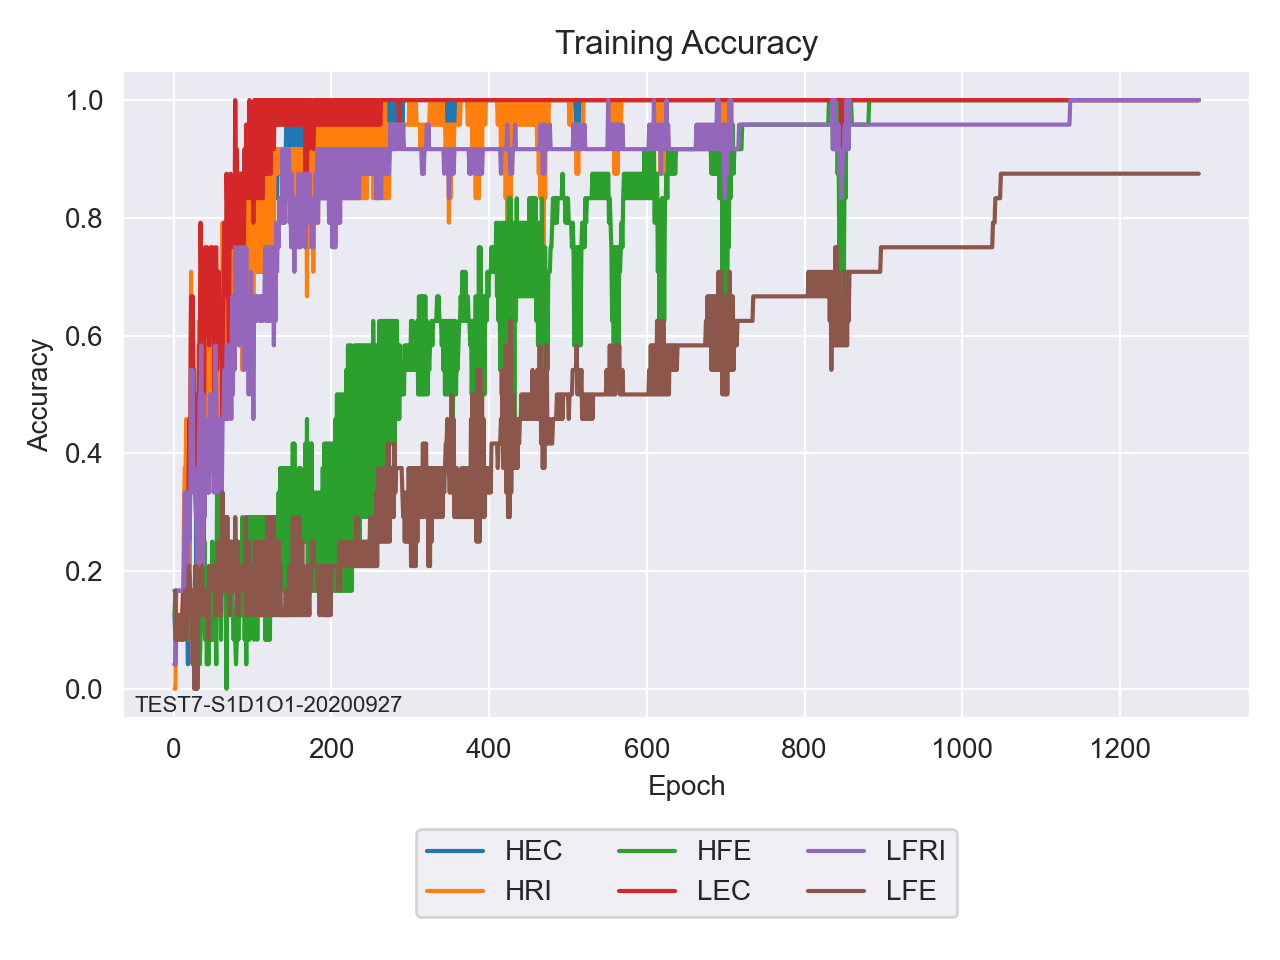 Training Accuracy
1.0
0.8
0.6
0.4
0.2
0.0
Accuracy
TEST7-S1D1O1-20200927
0 200 400 600 800 1000 1200
Epoch
HEC HFE LFRI
HRI LEC LFE